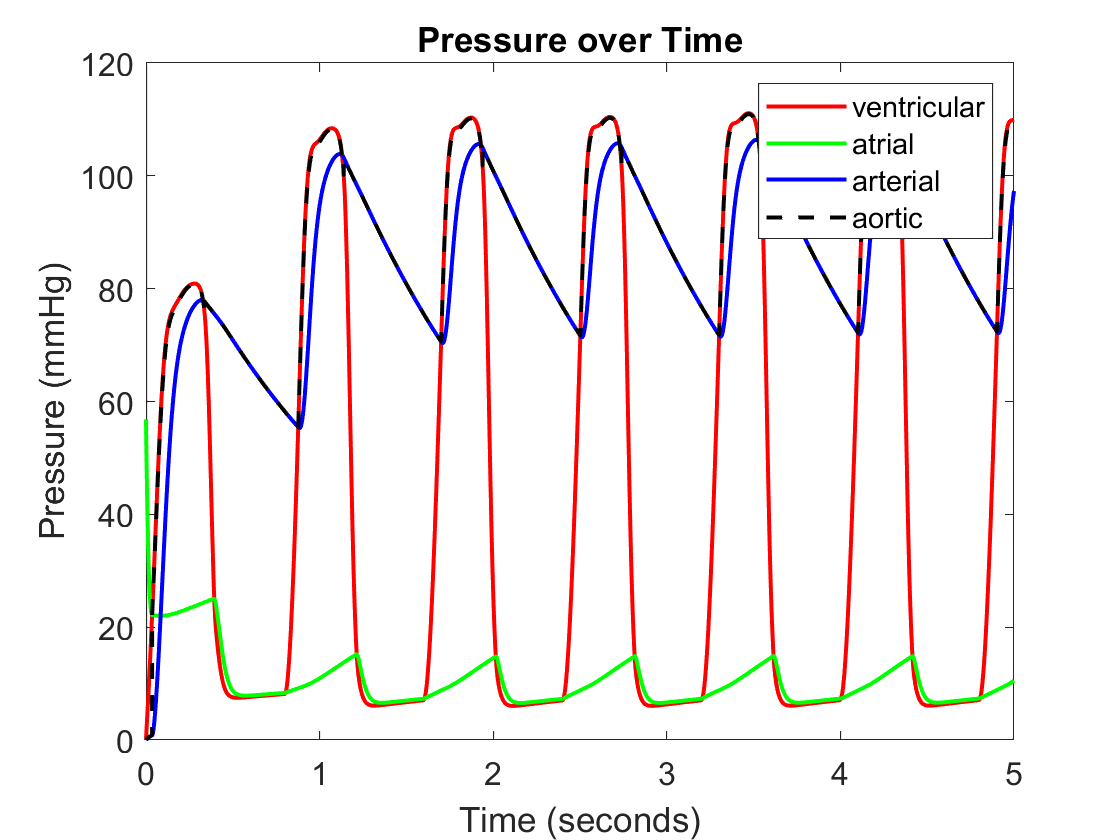 Pressure over Time
120
100
80
60
40
20
0
Pressure (mmHg)
ventricular
atrial
arterial
aortic
0 1 2 3 4 5
Time (seconds)